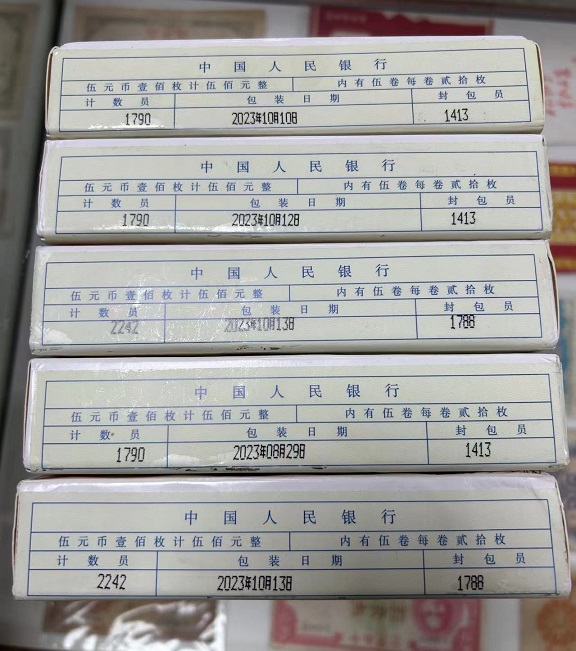 中国人民银行
伍元币壹佰枚计伍佰元整 内有伍卷每卷贰拾枚
计数员 包装日期 封包员
1790 2023年10月10日 1413
中国人民银行
伍元币壹佰枚计伍佰元整 内有伍卷每卷贰拾枚
计数员 包装日期 封包员
1790 2023年10月12日 1413
中国人民银行
伍元币壹佰枚计伍佰元整 内有伍卷每卷贰拾枚
计数员 包装日期 封包员
2242 2023年10月13日 1788
中国人民银行
伍元币壹佰枚计伍佰元整 内有伍卷每卷贰拾枚
计数员 包装日期 封包员
1790 2023年08月29日 1413
中国人民银行
伍元币壹佰枚计伍佰元整 内有伍卷每卷贰拾枚
计数员 包装日期 封包员
2242 2023年10月13日 1788